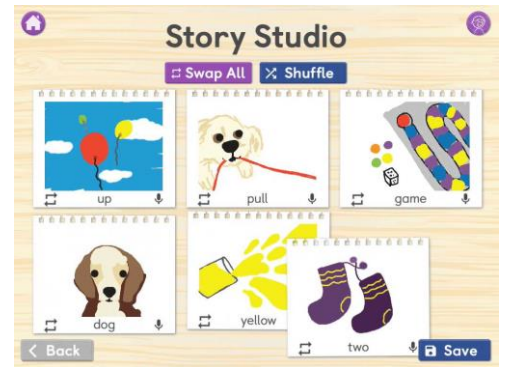 Story Studio
Swap All Shuffle
up pull game
dog yellow two
Back Save